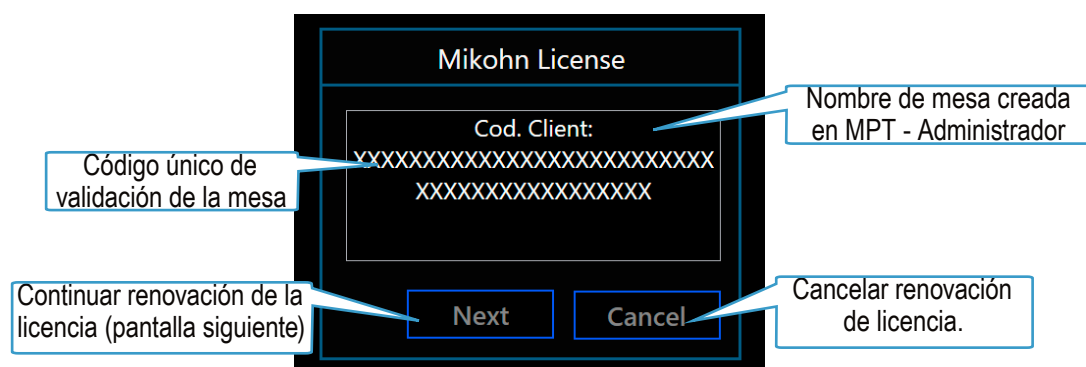 Mikohn License
Nombre de mesa creada
en MPT - Administrador
Cod. Client:
XXXXXXXXXXXXXXXXXXXXXXXXXX
XXXXXXXXXXXXXXXXX
Código único de
validación de la mesa
Continuar renovación de la
licencia (pantalla siguiente)
Next
Cancel
Cancelar renovación
de licencia.